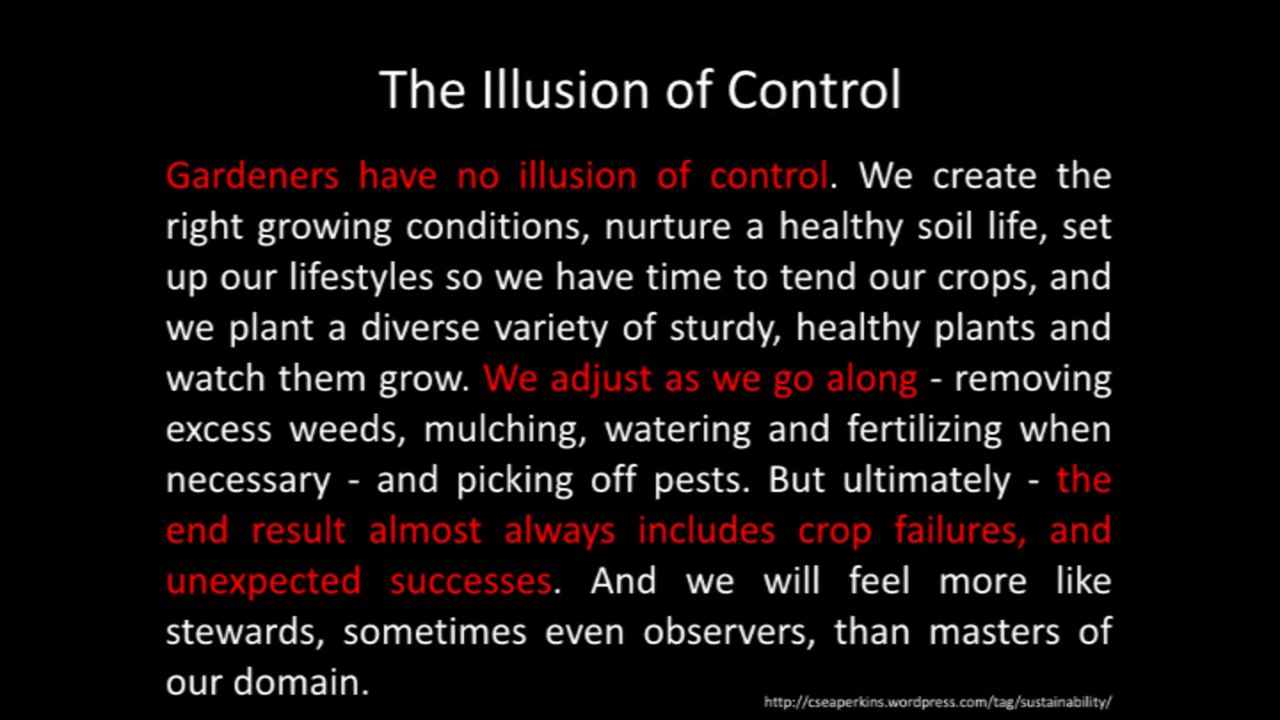 The Illusion of Control
Gardeners have no illusion of control. We create the
right growing conditions, nurture a healthy soil life, set
up our lifestyles so we have time to tend our crops, and
we plant a diverse variety of sturdy, healthy plants and
watch them grow. We adjust as we go along - removing
excess weeds, mulching, watering and fertilizing when
necessary - and picking off pests. But ultimately - the
end result almost always includes crop failures, and
unexpected successes. And we will feel more like
stewards, sometimes even observers, than masters of
our domain.
http://cseaperkins.wordpress.com/tag/sustainability/